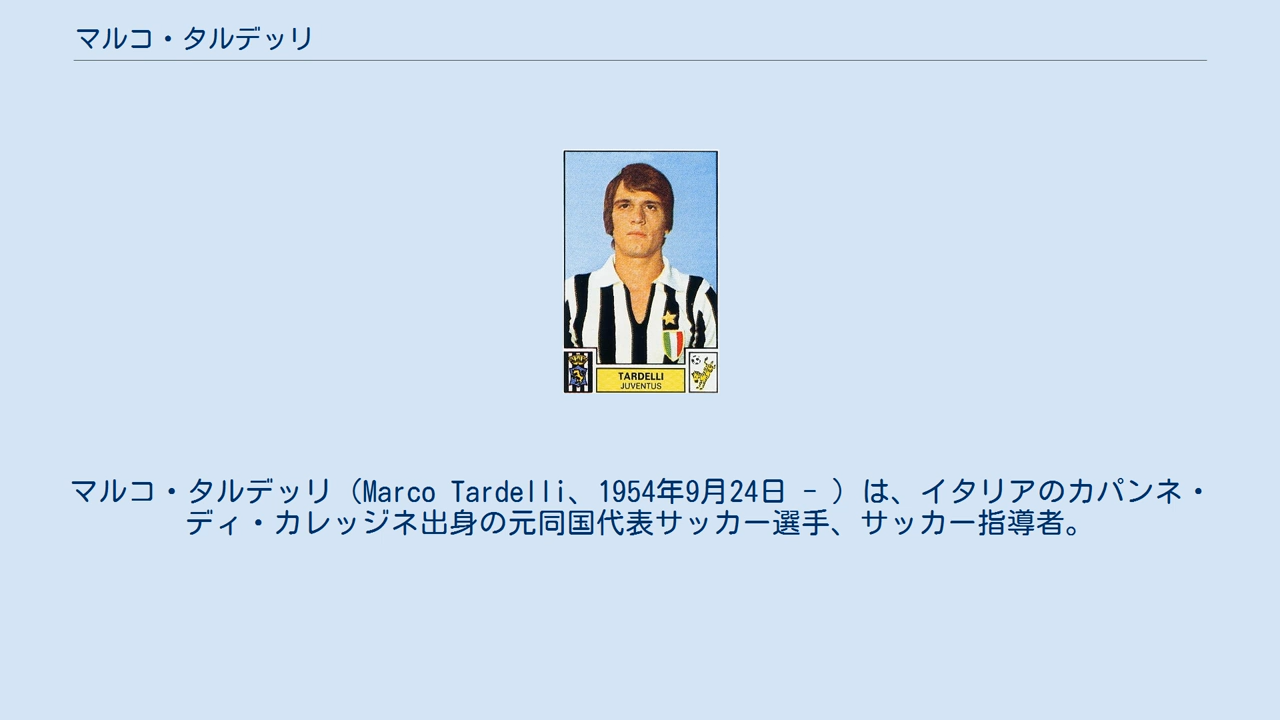 マルコ・タルデッリ
TARDELLI
JUVENTUS
マルコ・タルデッリ（Marco Tardelli、1954年9月24日 - ）は、イタリアのカパンネ・
ディ・カレッジネ出身の元同国代表サッカー選手、サッカー指導者。